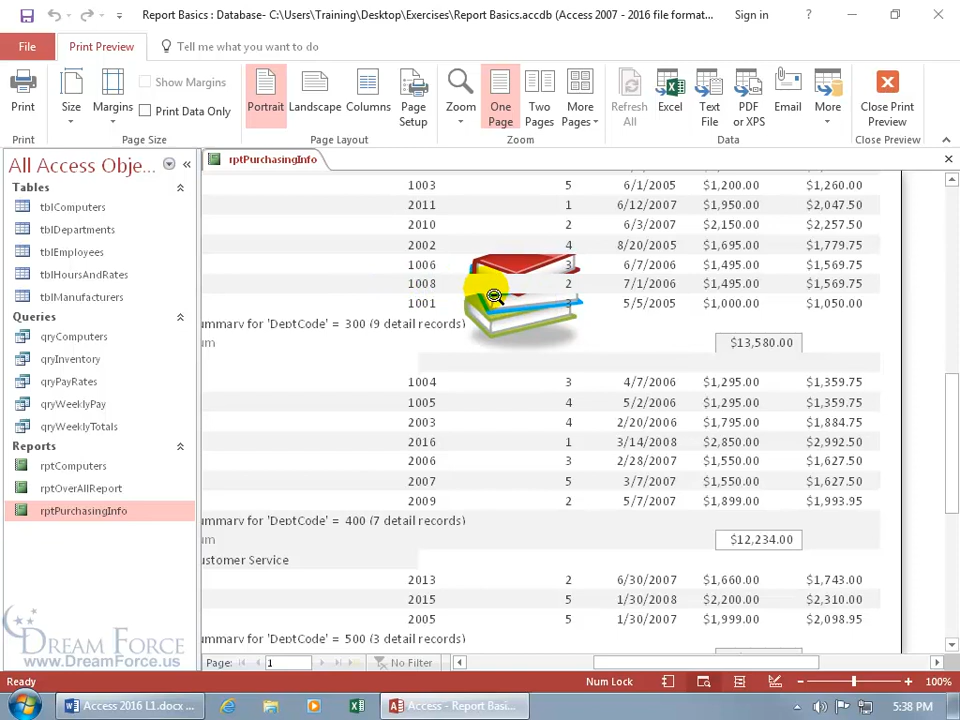 Report Basics : Database- C:\Users\Training\Desktop\Exercises\Report Basics.accdb (Access 2007 - 2016 file format... Sign in ?
File Print Preview Tell me what you want to do
Print Size Margins Show Margins Print Data Only Portrait Landscape Columns Page Setup Zoom One Page Two Pages More Pages Refresh All Excel Text File PDF or XPS Email More Close Print Preview
Print Page Size Page Layout Zoom Data Close Preview
All Access Obje...
rptPurchasingInfo
Tables
tblComputers
tblDepartments
tblEmployees
tblHoursAndRates
tblManufacturers
Queries
qryComputers
qryInventory
qryPayRates
qryWeeklyPay
qryWeeklyTotals
Reports
rptComputers
rptOverAllReport
rptPurchasingInfo
1003 5 6/1/2005 $1,200.00 $1,260.00
2011 1 6/12/2007 $1,950.00 $2,047.50
2010 2 6/3/2007 $2,150.00 $2,257.50
2002 4 8/20/2005 $1,695.00 $1,779.75
1006 3 6/7/2006 $1,495.00 $1,569.75
1008 2 7/1/2006 $1,495.00 $1,569.75
1001 3 5/5/2005 $1,000.00 $1,050.00
ummary for 'DeptCode' = 300 (9 detail records)
um $13,580.00
1004 3 4/7/2006 $1,295.00 $1,359.75
1005 4 5/2/2006 $1,295.00 $1,359.75
2003 4 2/20/2006 $1,795.00 $1,884.75
2016 1 3/14/2008 $2,850.00 $2,992.50
2006 3 2/28/2007 $1,550.00 $1,627.50
2007 5 3/7/2007 $1,550.00 $1,627.50
2009 2 5/7/2007 $1,899.00 $1,993.95
ummary for 'DeptCode' = 400 (7 detail records)
um $12,234.00
ustomer Service
2013 2 6/30/2007 $1,660.00 $1,743.00
2015 5 1/30/2008 $2,200.00 $2,310.00
2005 5 1/30/2007 $1,999.00 $2,098.95
ummary for 'DeptCode' = 500 (3 detail records)
DREAM FORCE
www.DreamForce.us
Page: 1 No Filter
Ready Num Lock 100%
Access 2016 L1.docx ... Access - Report Basi... 5:38 PM